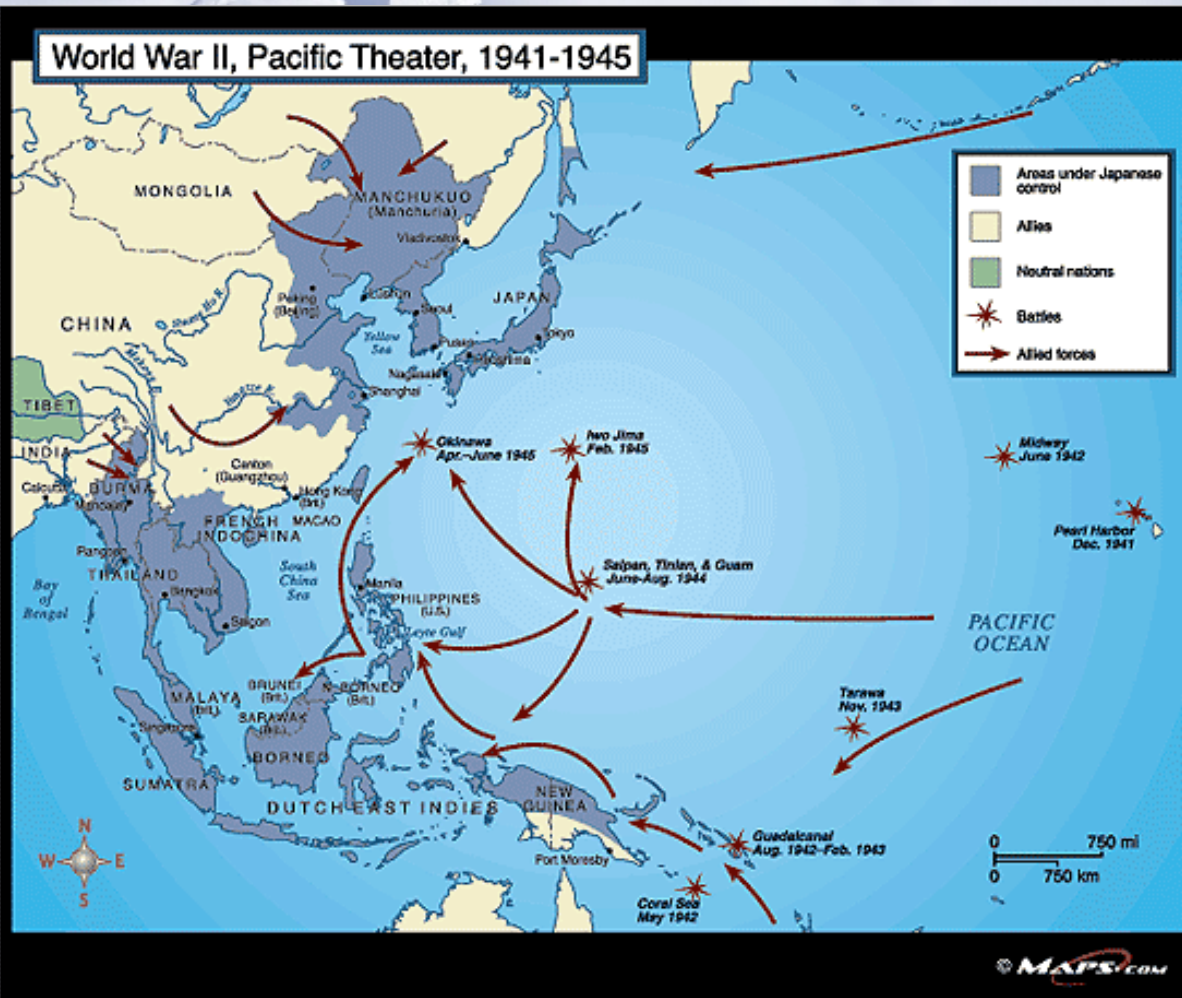 World War II, Pacific Theater, 1941-1945
Areas under Japanese
control
Allies
Neutral nations
Battles
Allied forces
MONGOLIA
MANCHUKUO
(Manchuria)
Vladivostok
Peking
(Beijing)
Lushun
Seoul
JAPAN
Tokyo
CHINA
Huang Ho R.
Yellow
Sea
Pusan
Hiroshima
Nagasaki
Shanghai
Mekong R.
Yangtze R.
TIBET
INDIA
Calcutta
BURMA
Mandalay
Canton
(Guangzhou)
Hong Kong
(Brit.)
MACAO
FRENCH
INDOCHINA
Rangoon
THAILAND
Bangkok
Saigon
Bay
of
Bengal
South
China
Sea
Manila
PHILIPPINES
(U.S.)
Leyte Gulf
Okinawa
Apr.–June 1945
Iwo Jima
Feb. 1945
Midway
June 1942
Pearl Harbor
Dec. 1941
Saipan, Tinian, & Guam
June-Aug. 1944
PACIFIC
OCEAN
BRUNEI
(Brit.)
N. BORNEO
(Brit.)
MALAYA
(Brit.)
SARAWAK
(Brit.)
Singapore
BORNEO
SUMATRA
DUTCH EAST INDIES
NEW
GUINEA
Port Moresby
Tarawa
Nov. 1943
Guadalcanal
Aug. 1942–Feb. 1943
Coral Sea
May 1942
N
W E
S
0 750 mi
0 750 km
© MAPS.COM